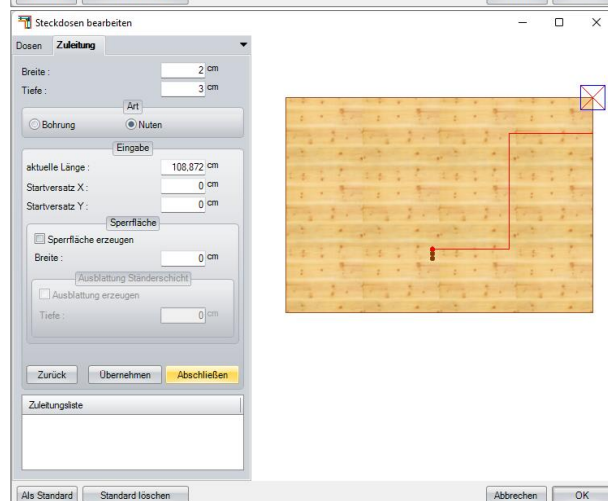 Steckdosen bearbeiten
Dosen Zuleitung
Breite : 2 cm
Tiefe : 3 cm
Art
Bohrung Nuten
Eingabe
aktuelle Länge : 108,872 cm
Startversatz X : 0 cm
Startversatz Y : 0 cm
Sperrfläche
Sperrfläche erzeugen
Breite : 0 cm
Ausblattung Ständerschicht
Ausblattung erzeugen
Tiefe : 0 cm
Zurück Übernehmen Abschließen
Zuleitungsliste
Als Standard Standard löschen Abbrechen OK